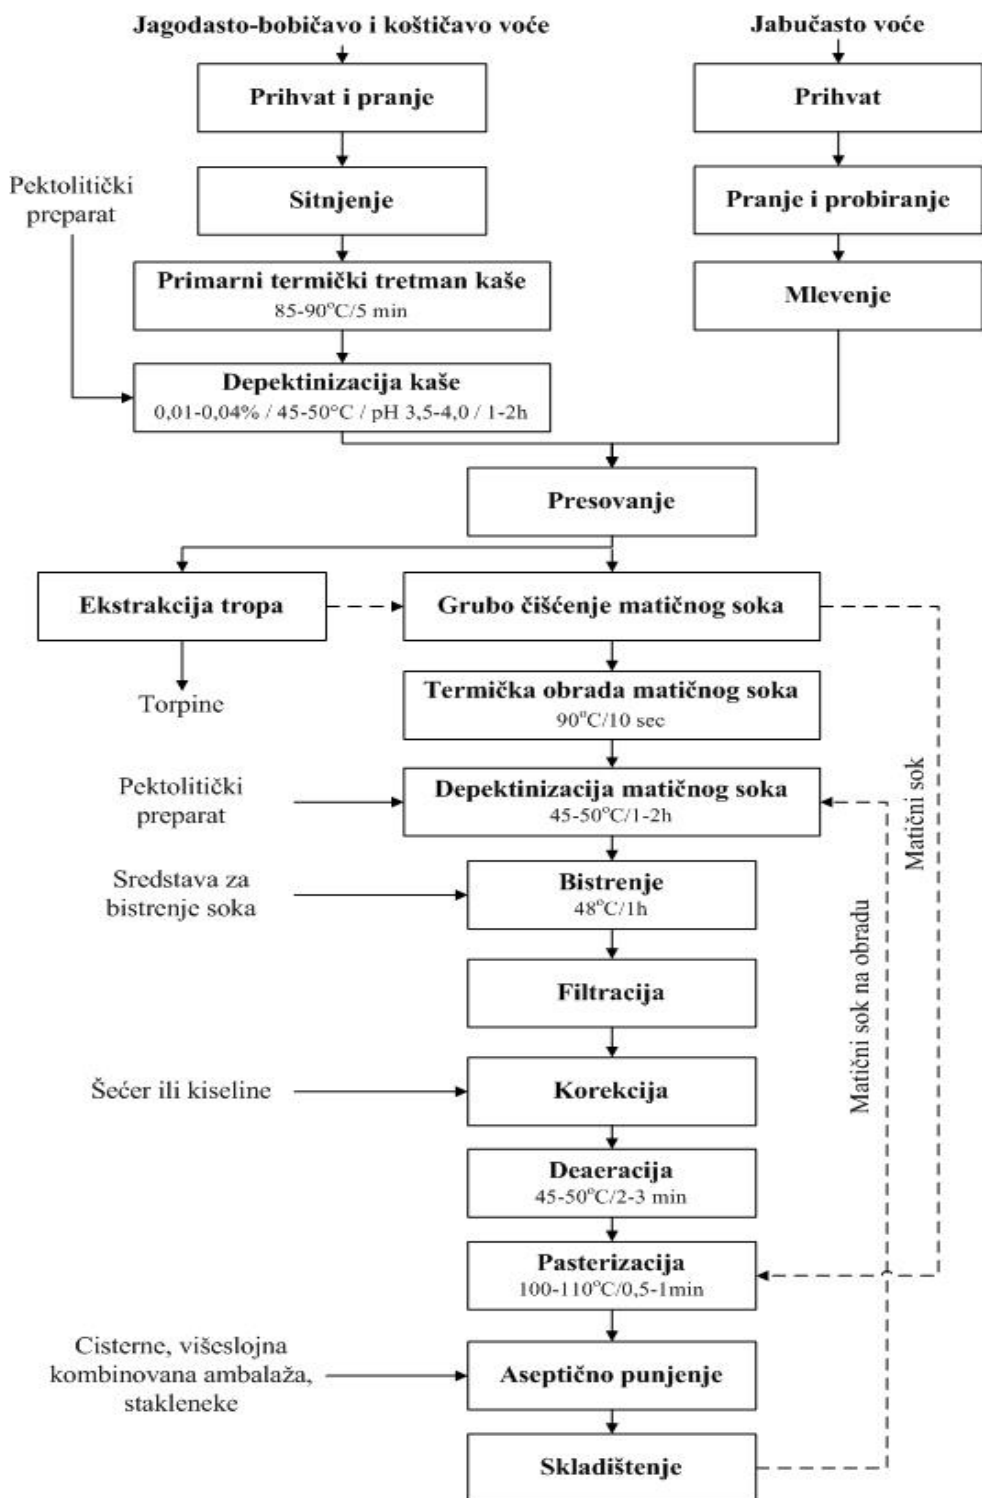 Jagodasto-bobičavo i koštičavo voće
Jabučasto voće
Prihvat i pranje
Prihvat
Sitnjenje
Pranje i probiranje
Pektolitički
preparat
Primarni termički tretman kaše
85-90°C/5 min
Mlevenje
Depektinizacija kaše
0,01-0,04% / 45-50°C / pH 3,5-4,0 / 1-2h
Presovanje
Ekstrakcija tropa
Grubo čišćenje matičnog soka
Torpine
Termička obrada matičnog soka
90°C/10 sec
Matični sok
Pektolitički
preparat
Depektinizacija matičnog soka
45-50°C/1-2h
Sredstava za
bistrenje soka
Bistrenje
48°C/1h
Matični sok na obradu
Filtracija
Šećer ili kiseline
Korekcija
Deaeracija
45-50°C/2-3 min
Pasterizacija
100-110°C/0,5-1min
Cisterne, višeslojna
kombinovana ambalaža,
stakleneke
Aseptično punjenje
Skladištenje